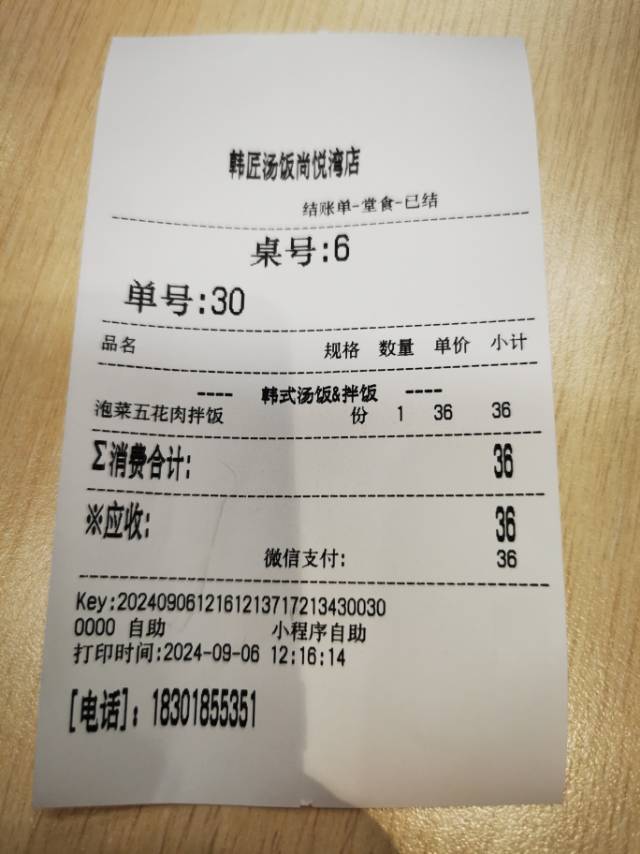 韩匠汤饭尚悦湾店
结账单-堂食-已结
桌号:6
单号:30
品名 规格 数量 单价 小计
---- 韩式汤饭&拌饭 ----
泡菜五花肉拌饭 份 1 36 36
Σ消费合计: 36
※应收: 36
微信支付: 36
Key:20240906121612137172134300​30
0000 自助 小程序自助
打印时间:2024-09-06 12:16:14
[电话]: 18301855351